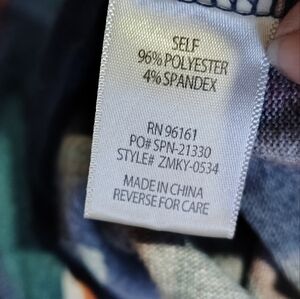 SELF
96% POLYESTER
4% SPANDEX
RN 96161
PO# SPN-21330
STYLE# ZMKY-0534
MADE IN CHINA
REVERSE FOR CARE